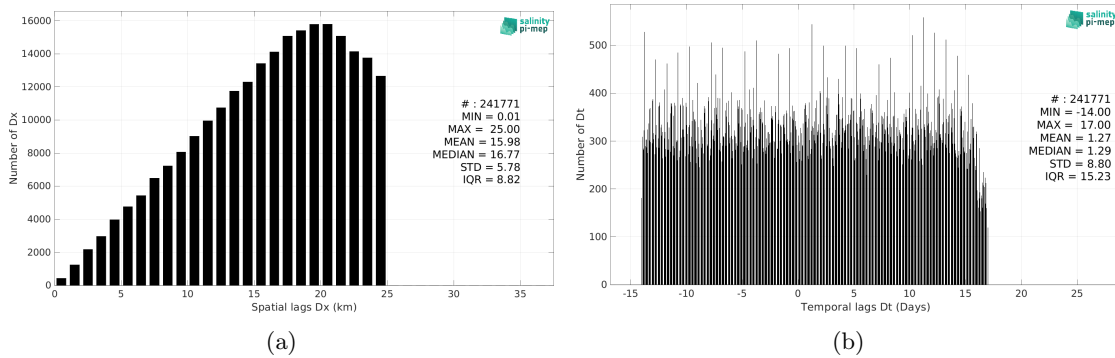 16000
14000
12000
10000
8000
6000
4000
2000
0
Number of Dx
salinity
pi-mep
# : 241771
MIN = 0.01
MAX = 25.00
MEAN = 15.98
MEDIAN = 16.77
STD = 5.78
IQR = 8.82
0 5 10 15 20 25 30 35
Spatial lags Dx (km)
(a)
500
400
300
200
100
0
Number of Dt
salinity
pi-mep
# : 241771
MIN = -14.00
MAX = 17.00
MEAN = 1.27
MEDIAN = 1.29
STD = 8.80
IQR = 15.23
-15 -10 -5 0 5 10 15 20 25
Temporal lags Dt (Days)
(b)